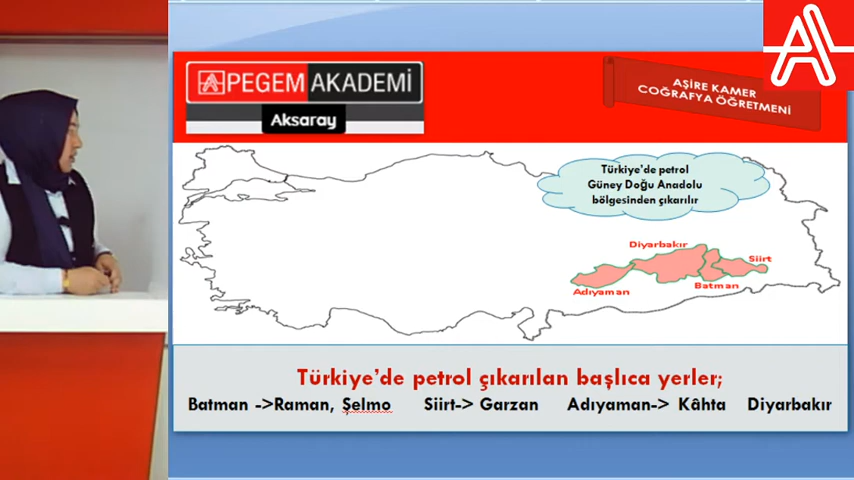 PEGEM AKADEMİ
Aksaray
AŞİRE KAMER
COĞRAFYA ÖĞRETMENİ
Türkiye'de petrol
Güney Doğu Anadolu
bölgesinden çıkarılır
Diyarbakır
Siirt
Batman
Adıyaman
Türkiye'de petrol çıkarılan başlıca yerler;
Batman ->Raman, Şelmo Siirt-> Garzan Adıyaman-> Kâhta Diyarbakır